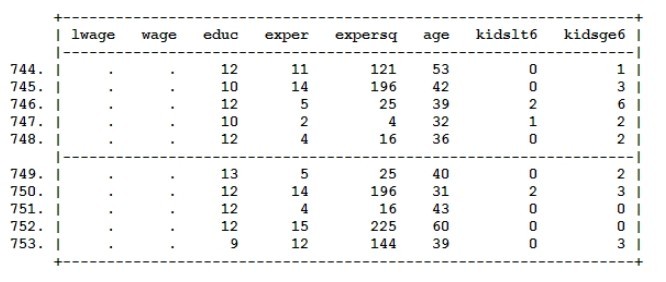 +--------------------------------------------------------------------+
| lwage   wage   educ   exper   expersq   age   kidslt6   kidsge6 |
|--------------------------------------------------------------------|
744. | . . 12 11 121 53 0 1 |
745. | . . 10 14 196 42 0 3 |
746. | . . 12 5 25 39 2 6 |
747. | . . 10 2 4 32 1 2 |
748. | . . 12 4 16 36 0 2 |
|--------------------------------------------------------------------|
749. | . . 13 5 25 40 0 2 |
750. | . . 12 14 196 31 2 3 |
751. | . . 12 4 16 43 0 0 |
752. | . . 12 15 225 60 0 0 |
753. | . . 9 12 144 39 0 3 |
+--------------------------------------------------------------------+